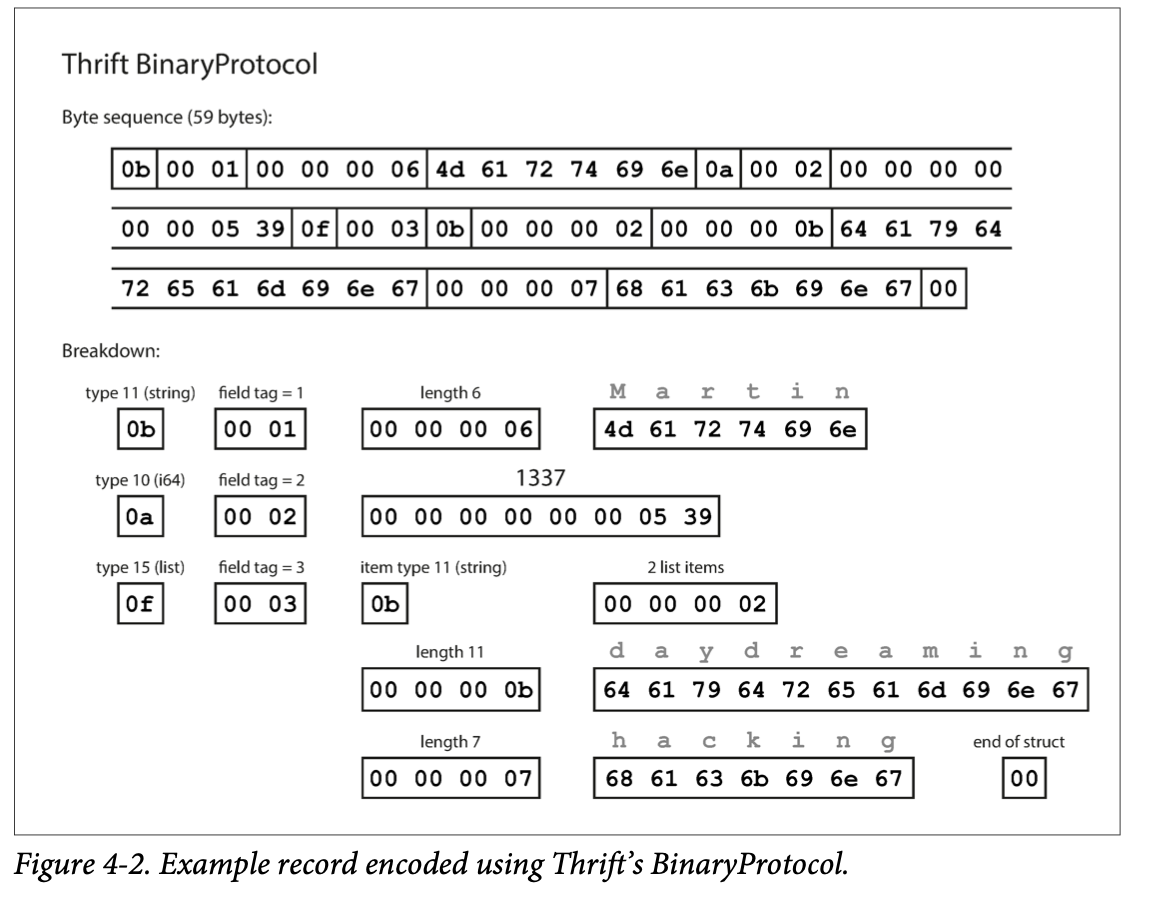 Thrift BinaryProtocol
Byte sequence (59 bytes):
0b 00 01 00 00 00 06 4d 61 72 74 69 6e 0a 00 02 00 00 00 00
00 00 05 39 0f 00 03 0b 00 00 00 02 00 00 00 0b 64 61 79 64
72 65 61 6d 69 6e 67 00 00 00 07 68 61 63 6b 69 6e 67 00
Breakdown:
type 11 (string) field tag = 1 length 6 M a r t i n
0b 00 01 00 00 00 06 4d 61 72 74 69 6e
type 10 (i64) field tag = 2 1337
0a 00 02 00 00 00 00 00 00 05 39
type 15 (list) field tag = 3 item type 11 (string) 2 list items
0f 00 03 0b 00 00 00 02
length 11 d a y d r e a m i n g
00 00 00 0b 64 61 79 64 72 65 61 6d 69 6e 67
length 7 h a c k i n g end of struct
00 00 00 07 68 61 63 6b 69 6e 67 00
Figure 4-2. Example record encoded using Thrift’s BinaryProtocol.